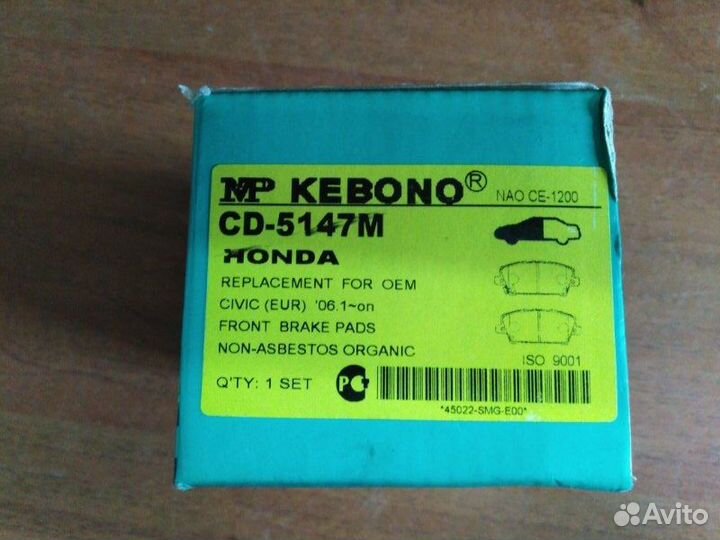 MP KEBONO® NAO CE-1200
CD-5147M
HONDA
REPLACEMENT FOR OEM
CIVIC (EUR) '06.1~on
FRONT BRAKE PADS
NON-ASBESTOS ORGANIC
ISO 9001
Q'TY: 1 SET
*45022-SMG-E00*
Avito